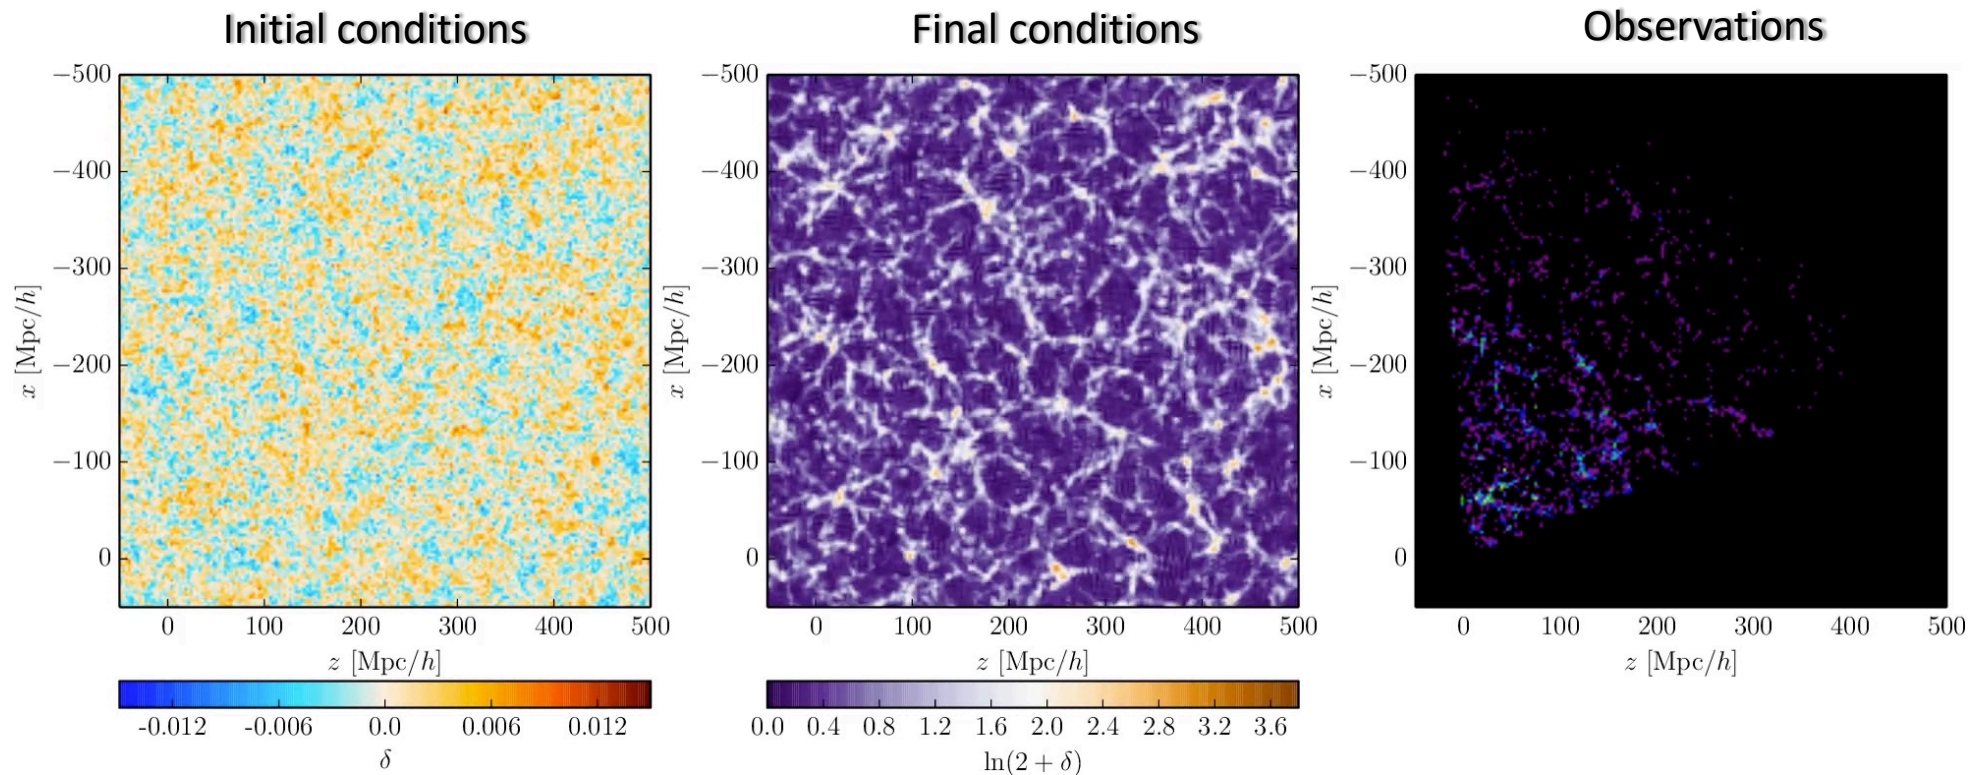 Initial conditions
Final conditions
Observations
−500
−400
−300
−200
−100
0
x [Mpc/h]
0 100 200 300 400 500
z [Mpc/h]
-0.012 -0.006 0.0 0.006 0.012
δ
−500
−400
−300
−200
−100
0
x [Mpc/h]
0 100 200 300 400 500
z [Mpc/h]
0.0 0.4 0.8 1.2 1.6 2.0 2.4 2.8 3.2 3.6
ln(2 + δ)
−500
−400
−300
−200
−100
0
x [Mpc/h]
0 100 200 300 400 500
z [Mpc/h]